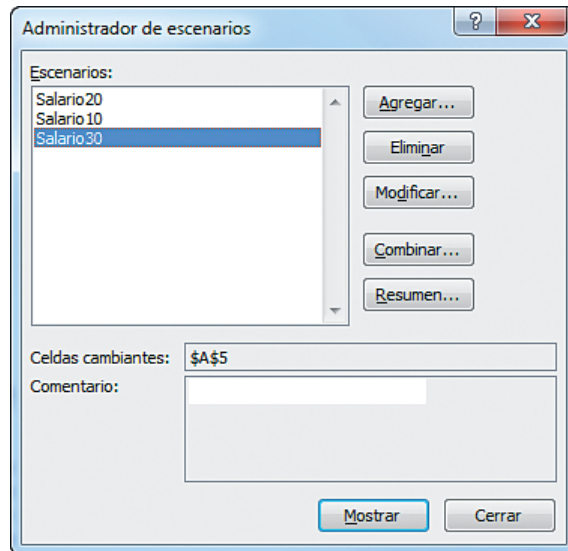 Administrador de escenarios
Escenarios:
Salario20
Salario10
Salario30
Agregar...
Eliminar
Modificar...
Combinar...
Resumen...
Celdas cambiantes: $A$5
Comentario:
Mostrar
Cerrar